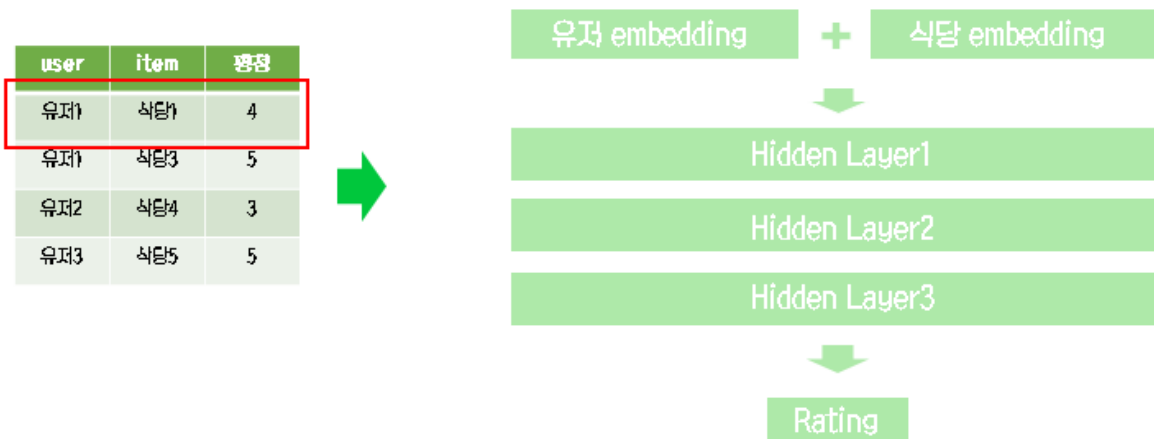 user item 평점
유저1 식당1 4
유저1 식당3 5
유저2 식당4 3
유저3 식당5 5
유저 embedding + 식당 embedding
Hidden Layer1
Hidden Layer2
Hidden Layer3
Rating